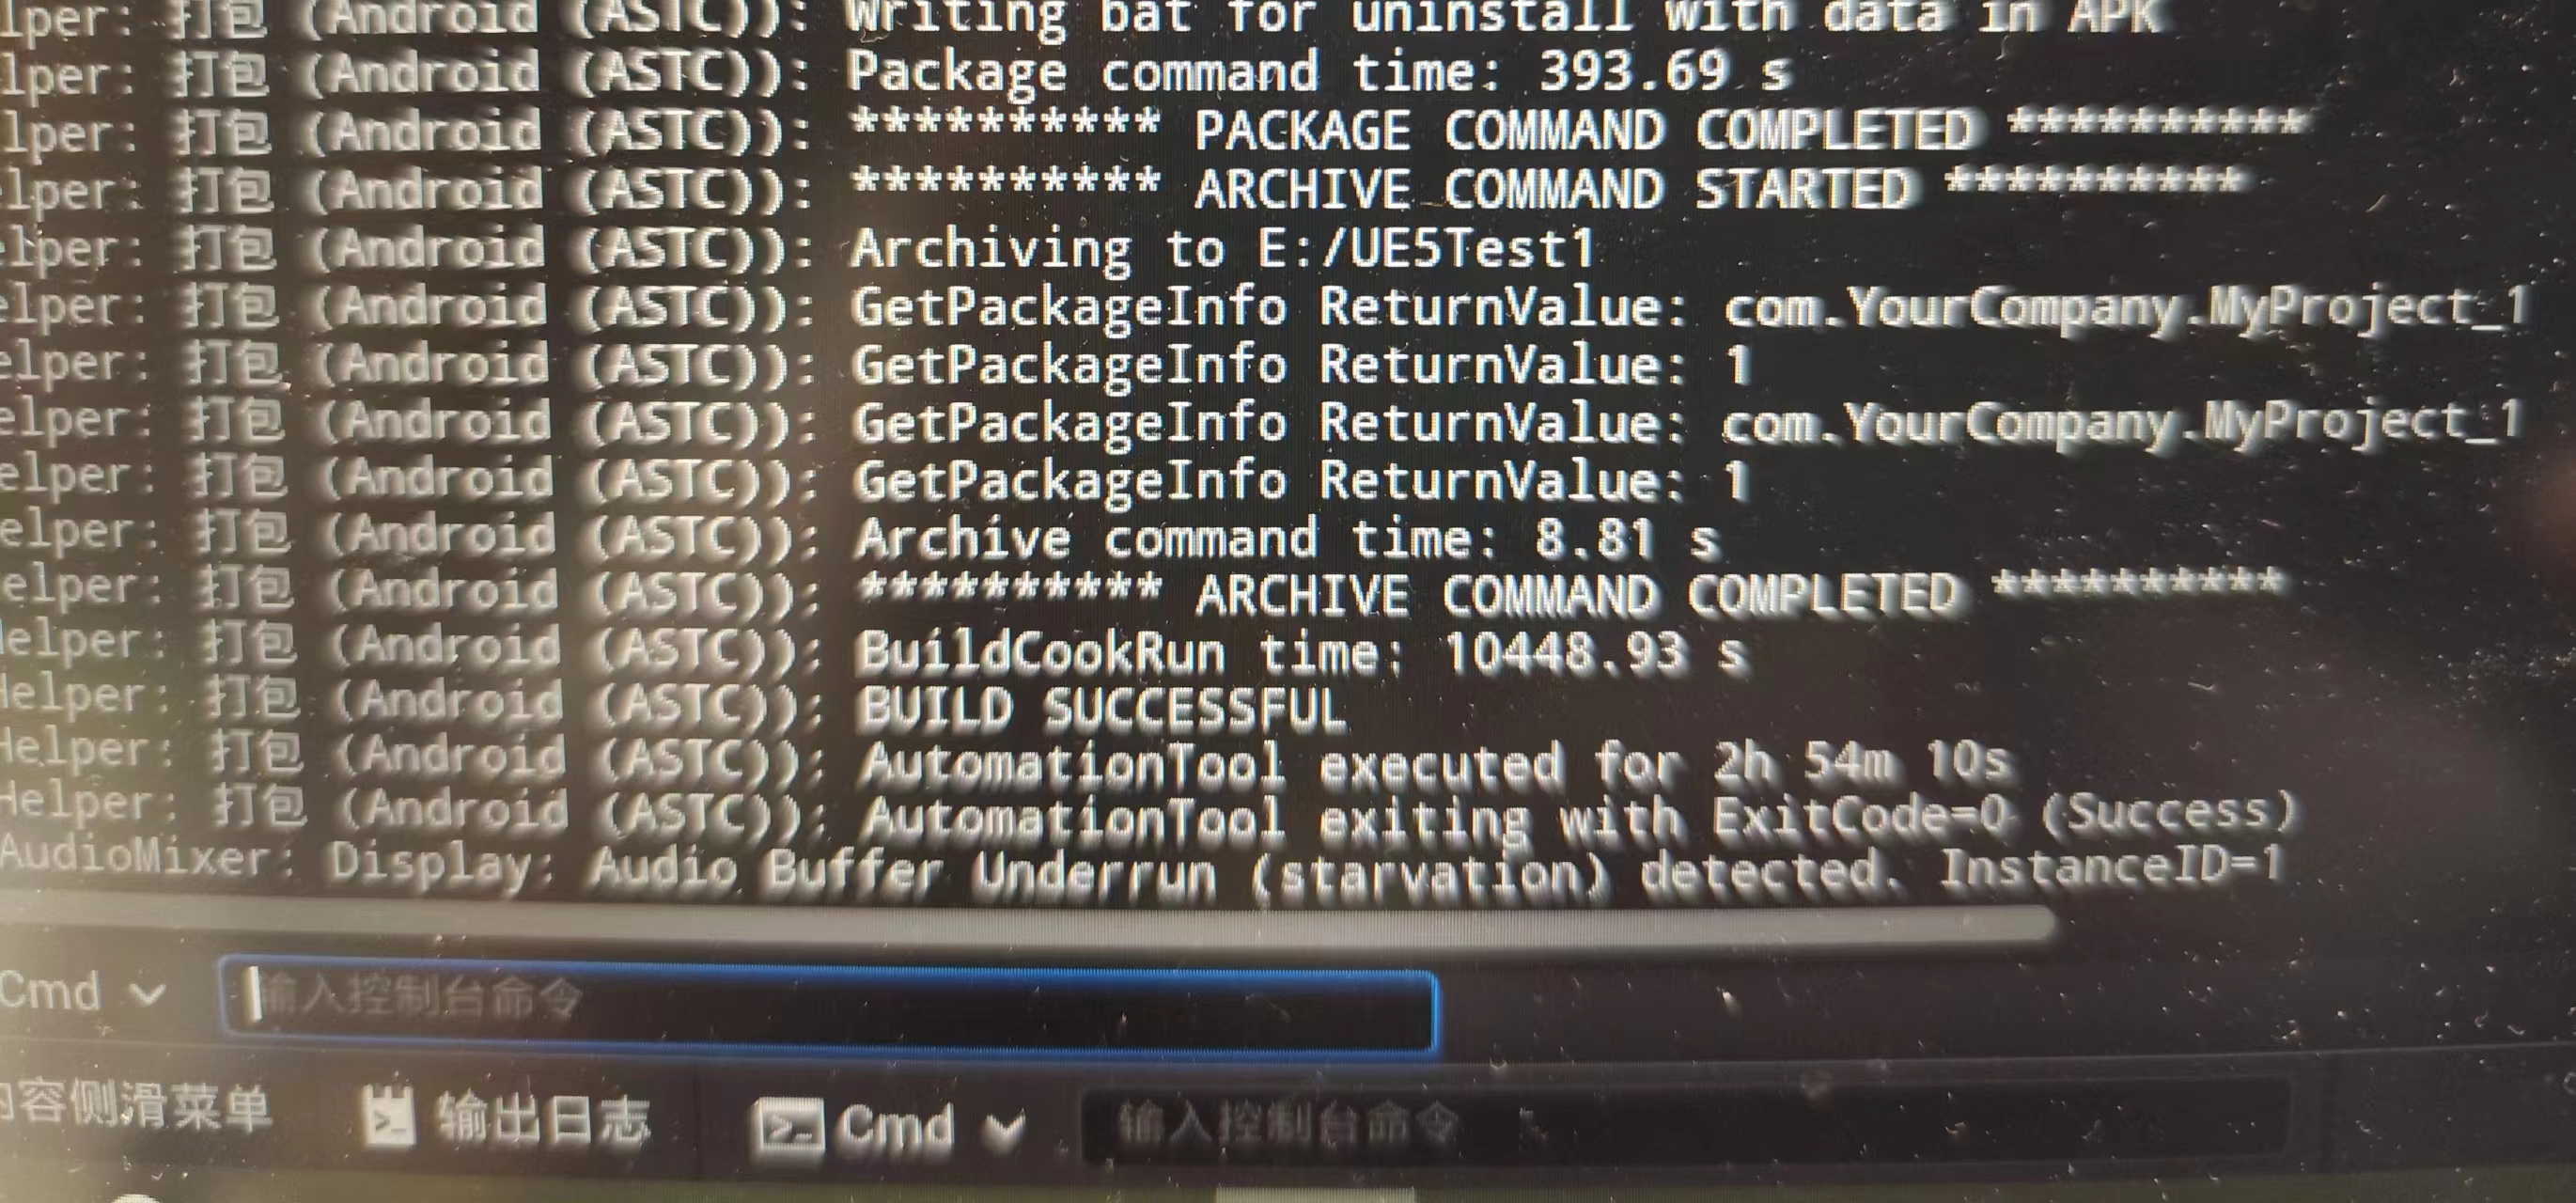 lper: 打包 (Android (ASTC)): Writing bat for uninstall with data in APK
lper: 打包 (Android (ASTC)): Package command time: 393.69 s
lper: 打包 (Android (ASTC)): ********** PACKAGE COMMAND COMPLETED **********
lper: 打包 (Android (ASTC)): ********** ARCHIVE COMMAND STARTED **********
elper: 打包 (Android (ASTC)): Archiving to E:/UE5Test1
elper: 打包 (Android (ASTC)): GetPackageInfo ReturnValue: com.YourCompany.MyProject_1
elper: 打包 (Android (ASTC)): GetPackageInfo ReturnValue: 1
elper: 打包 (Android (ASTC)): GetPackageInfo ReturnValue: com.YourCompany.MyProject_1
elper: 打包 (Android (ASTC)): GetPackageInfo ReturnValue: 1
elper: 打包 (Android (ASTC)): Archive command time: 8.81 s
elper: 打包 (Android (ASTC)): ********** ARCHIVE COMMAND COMPLETED **********
Helper: 打包 (Android (ASTC)): BuildCookRun time: 10448.93 s
Helper: 打包 (Android (ASTC)): BUILD SUCCESSFUL
Helper: 打包 (Android (ASTC)): AutomationTool executed for 2h 54m 10s
Helper: 打包 (Android (ASTC)): AutomationTool exiting with ExitCode=0 (Success)
AudioMixer: Display: Audio Buffer Underrun (starvation) detected. InstanceID=1
Cmd 输入控制台命令
内容侧滑菜单 输出日志 Cmd 输入控制台命令